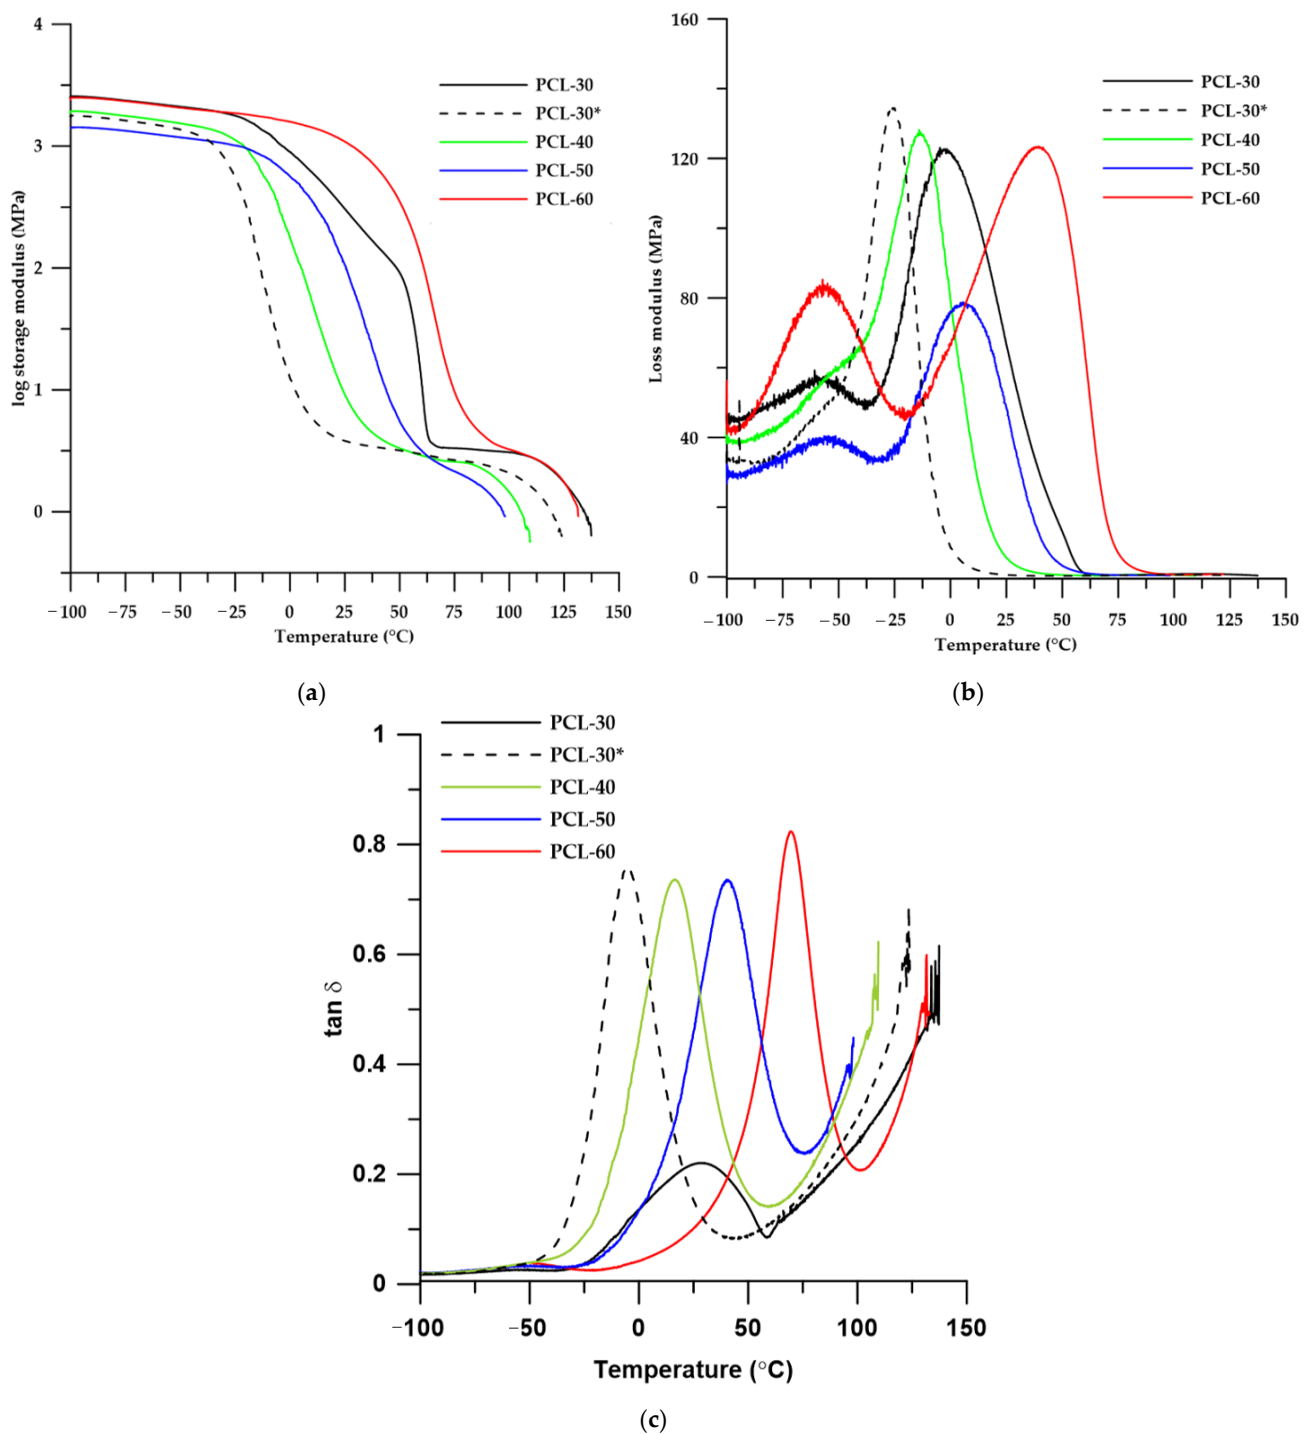 4
3
2
1
0
log storage modulus (MPa)
PCL-30
PCL-30*
PCL-40
PCL-50
PCL-60
−100 −75 −50 −25 0 25 50 75 100 125 150
Temperature (°C)
(a)
160
120
80
40
0
Loss modulus (MPa)
PCL-30
PCL-30*
PCL-40
PCL-50
PCL-60
−100 −75 −50 −25 0 25 50 75 100 125 150
Temperature (°C)
(b)
1
0.8
0.6
0.4
0.2
0
tan δ
PCL-30
PCL-30*
PCL-40
PCL-50
PCL-60
−100 −50 0 50 100 150
Temperature (°C)
(c)